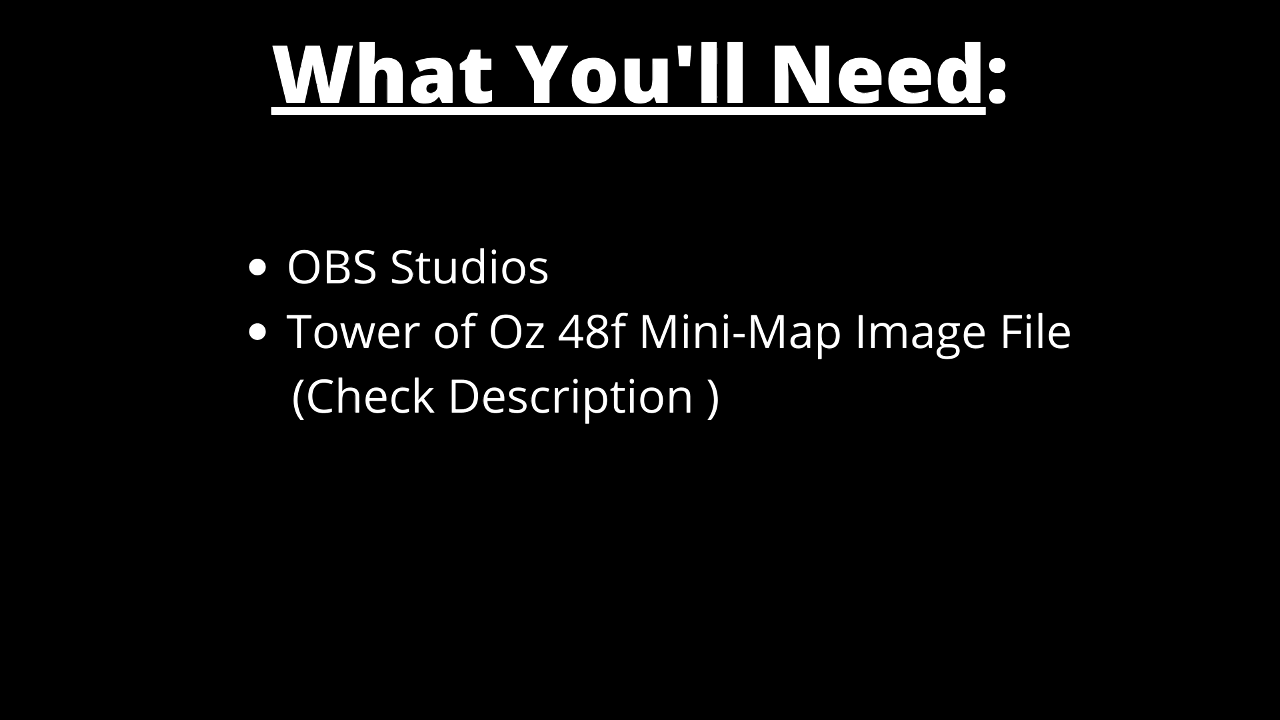 What You'll Need:
• OBS Studios
• Tower of Oz 48f Mini-Map Image File
(Check Description )